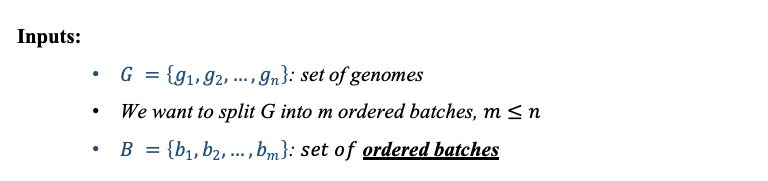 Inputs:
• G = {g₁, g₂, ..., gₙ}: set of genomes
• We want to split G into m ordered batches, m ≤ n
• B = {b₁, b₂, ..., bₘ}: set of ordered batches